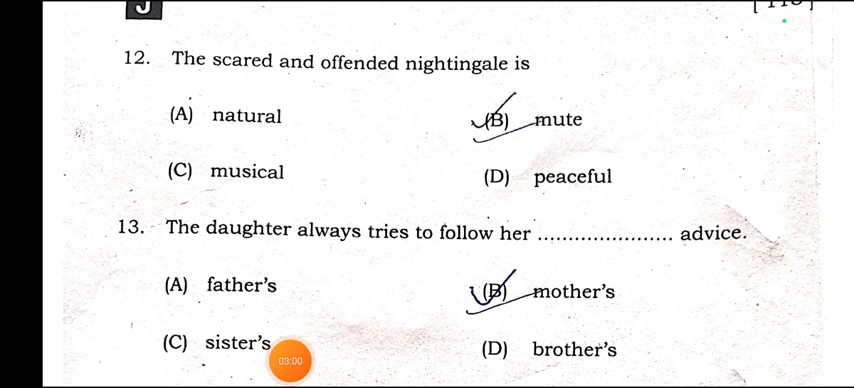 J
12. The scared and offended nightingale is
(A) natural
(B) mute
(C) musical
(D) peaceful
13. The daughter always tries to follow her ..................... advice.
(A) father's
(B) mother's
(C) sister's
(D) brother's
03:00